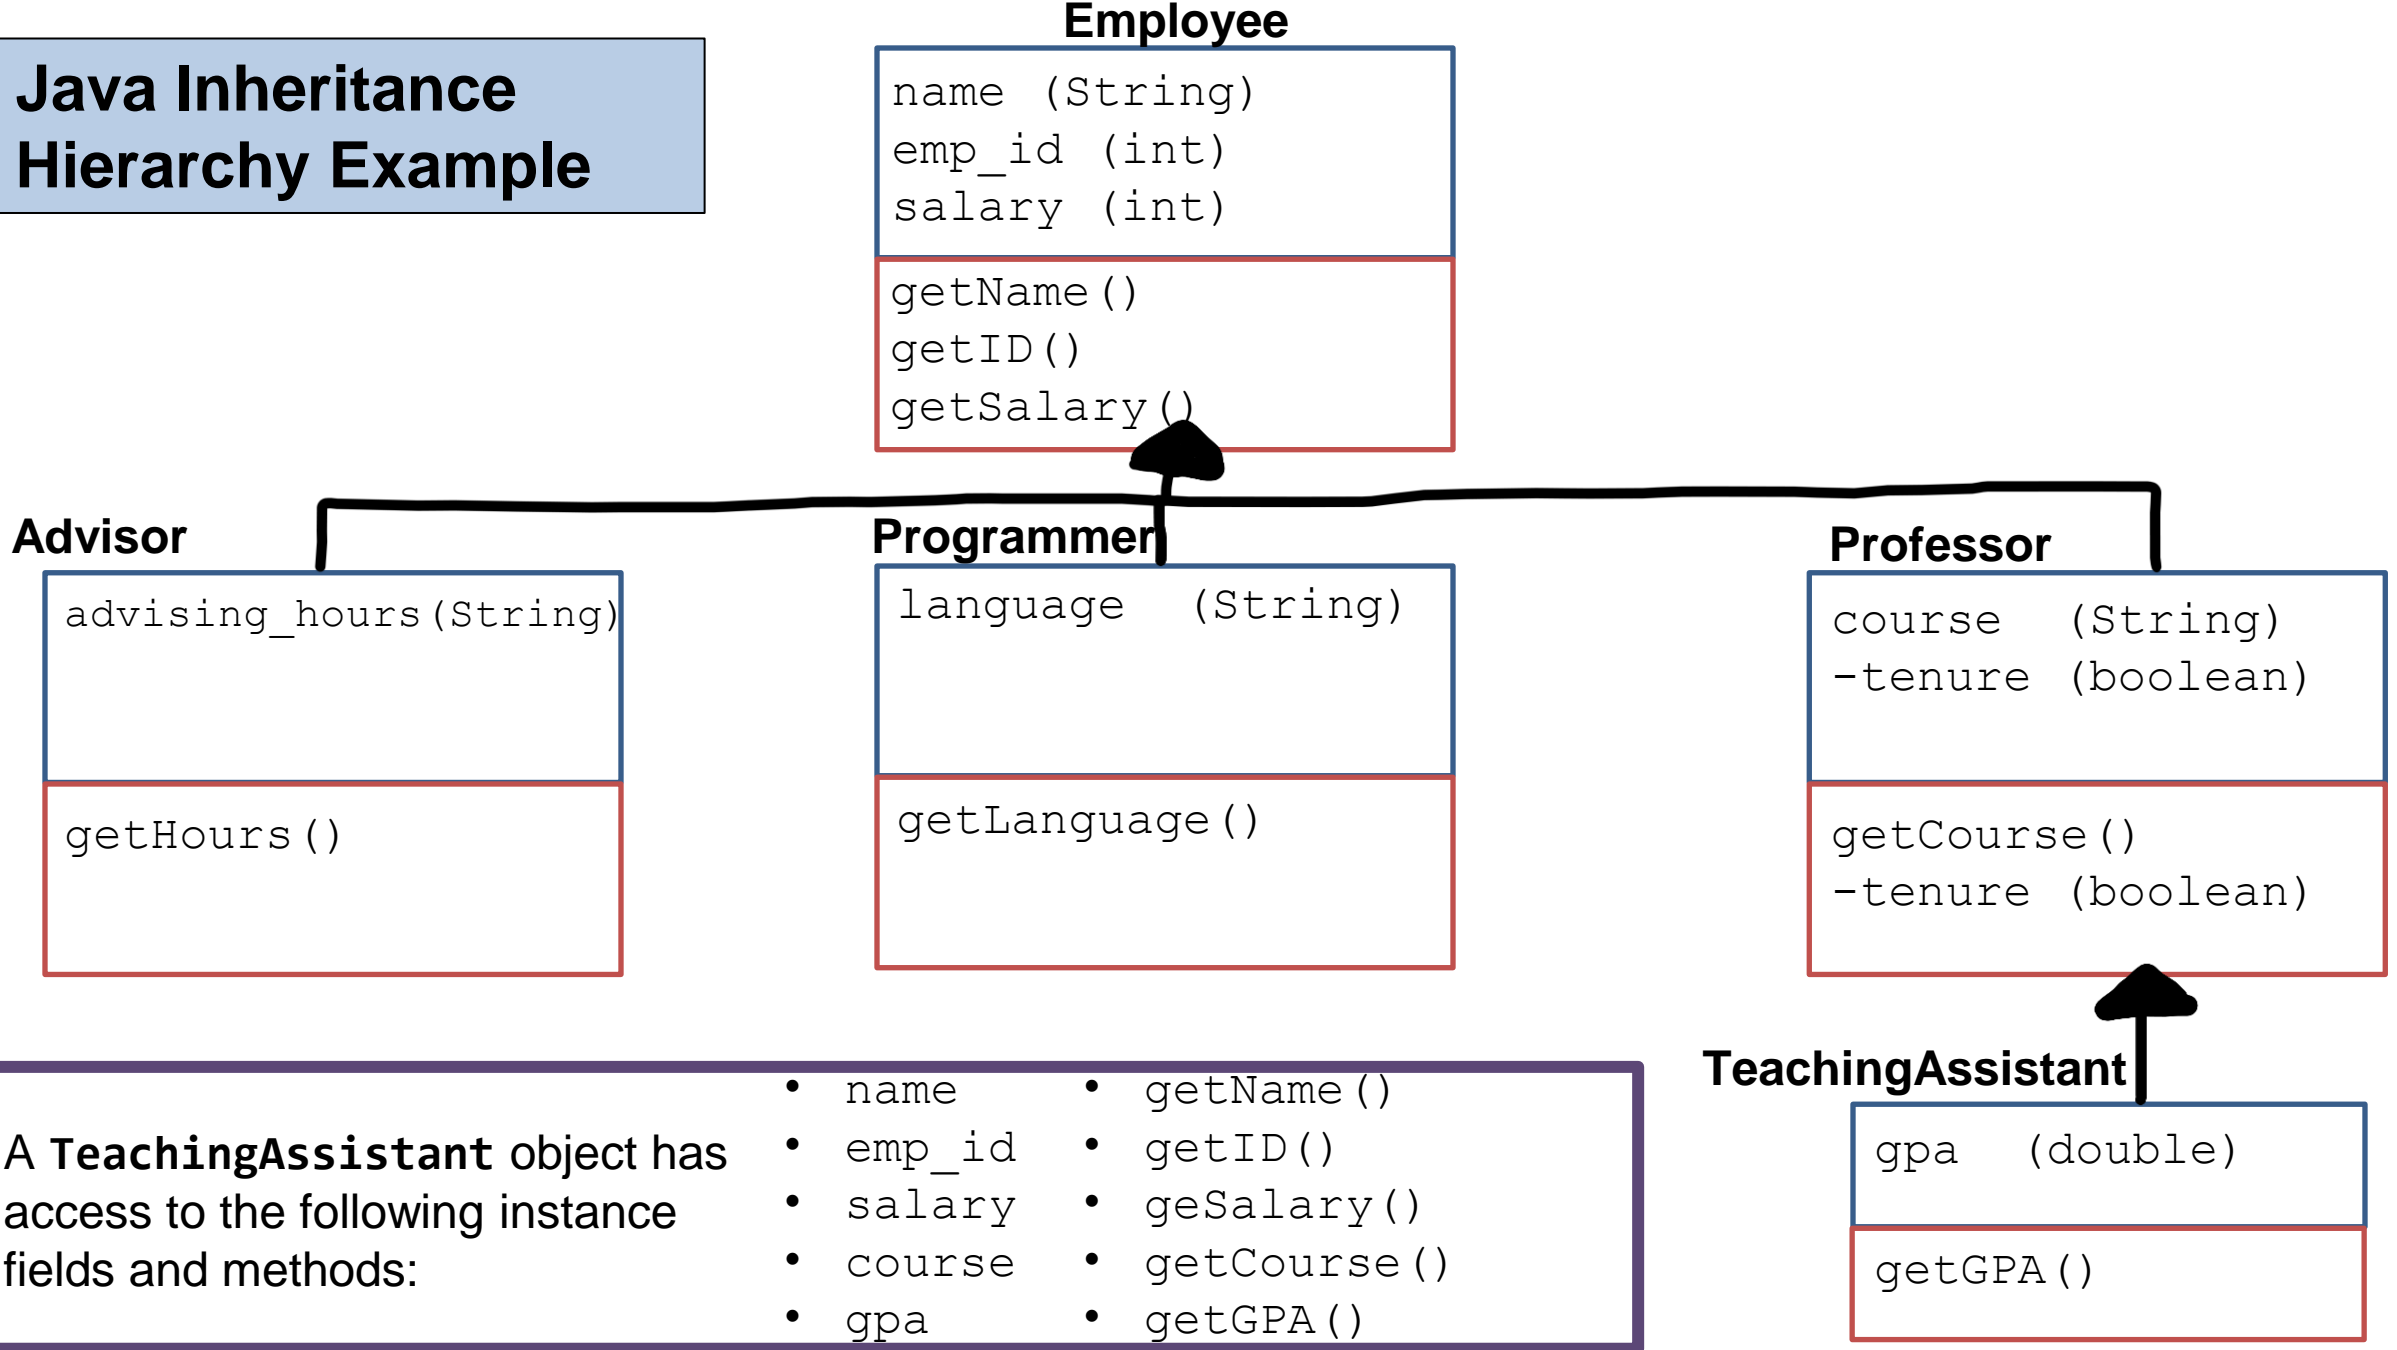 Java Inheritance
Hierarchy Example
Employee
name (String)
emp_id (int)
salary (int)
getName()
getID()
getSalary()
Advisor
advising_hours(String)
getHours()
Programmer
language (String)
getLanguage()
Professor
course (String)
-tenure (boolean)
getCourse()
-tenure (boolean)
TeachingAssistant
gpa (double)
getGPA()
A TeachingAssistant object has
access to the following instance
fields and methods:
• name
• emp_id
• salary
• course
• gpa
• getName()
• getID()
• geSalary()
• getCourse()
• getGPA()